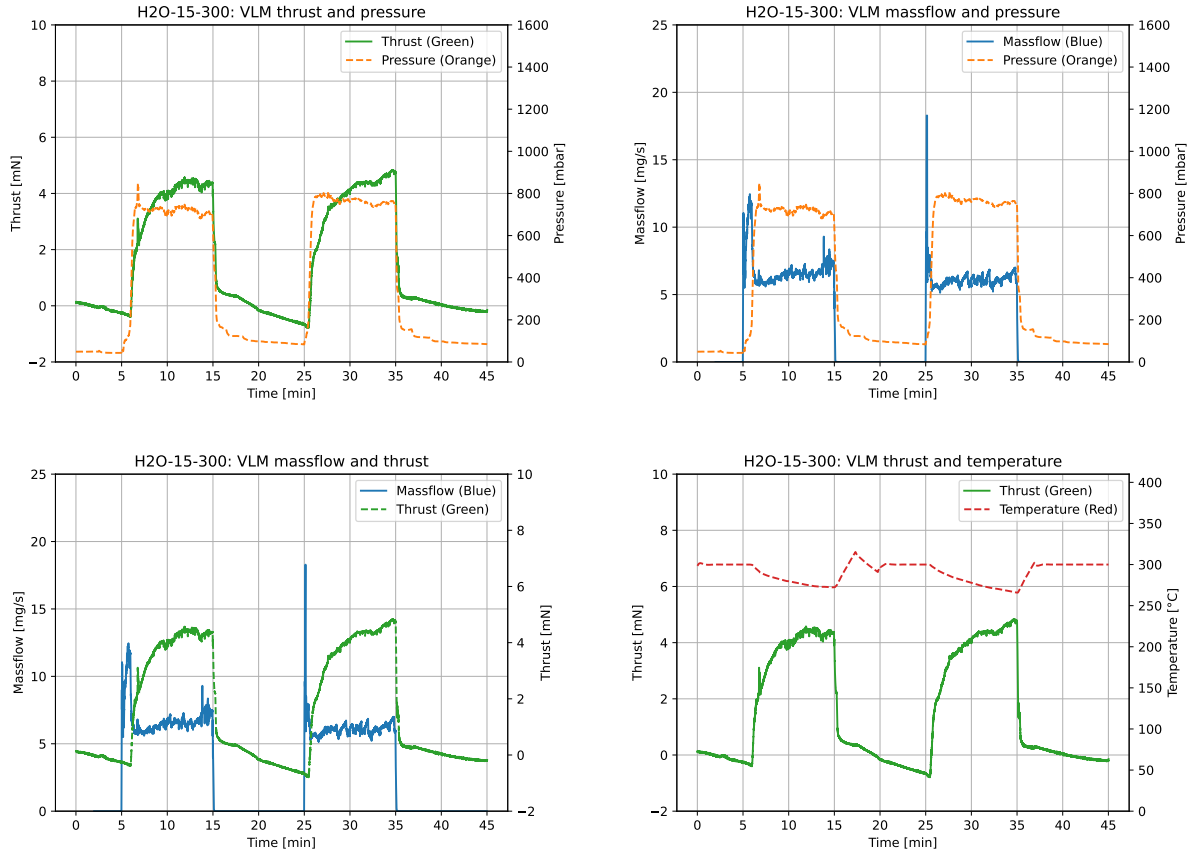 H2O-15-300: VLM thrust and pressure
Thrust (Green)
Pressure (Orange)
10
8
6
4
2
0
−2
Thrust [mN]
1600
1400
1200
1000
800
600
400
200
0
Pressure [mbar]
0 5 10 15 20 25 30 35 40 45
Time [min]
H2O-15-300: VLM massflow and pressure
Massflow (Blue)
Pressure (Orange)
25
20
15
10
5
0
Massflow [mg/s]
1600
1400
1200
1000
800
600
400
200
0
Pressure [mbar]
0 5 10 15 20 25 30 35 40 45
Time [min]
H2O-15-300: VLM massflow and thrust
Massflow (Blue)
Thrust (Green)
25
20
15
10
5
0
Massflow [mg/s]
10
8
6
4
2
0
−2
Thrust [mN]
0 5 10 15 20 25 30 35 40 45
Time [min]
H2O-15-300: VLM thrust and temperature
Thrust (Green)
Temperature (Red)
10
8
6
4
2
0
−2
Thrust [mN]
400
350
300
250
200
150
100
50
0
Temperature [°C]
0 5 10 15 20 25 30 35 40 45
Time [min]